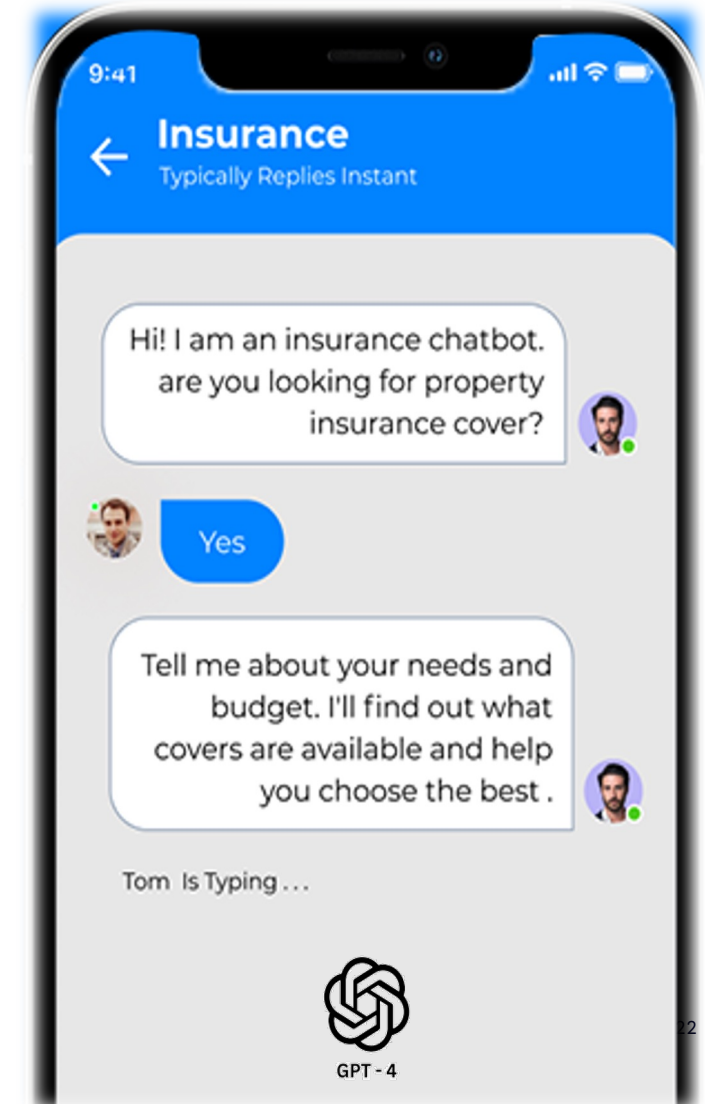 9:41
Insurance
Typically Replies Instant
Hi! I am an insurance chatbot.
are you looking for property
insurance cover?
Yes
Tell me about your needs and
budget. I'll find out what
covers are available and help
you choose the best .
Tom Is Typing ...
22
GPT - 4